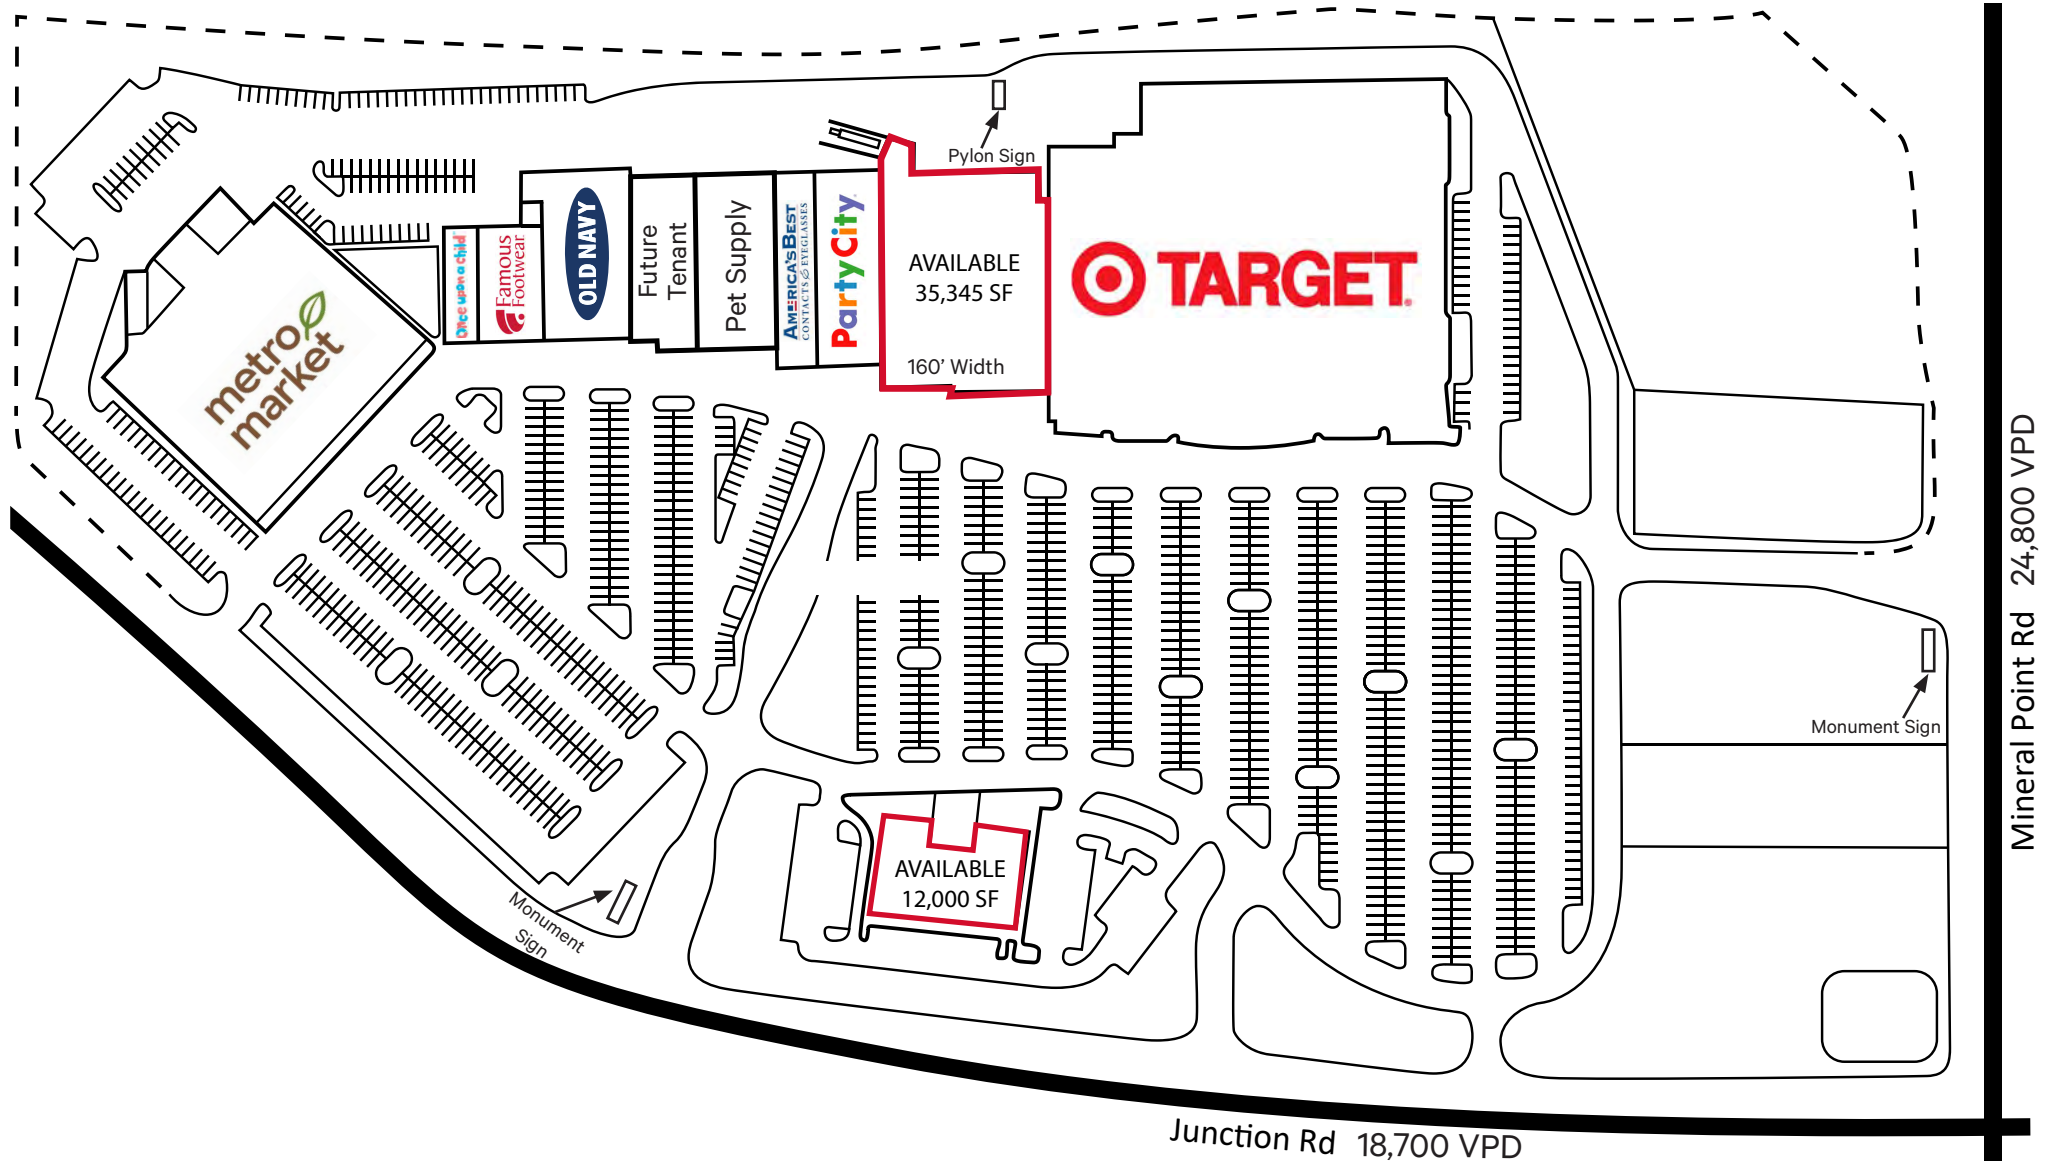 Pylon Sign
metro
market
Once upon a child
Famous
Footwear
OLD NAVY
Future
Tenant
Pet Supply
AMERICA'S BEST
CONTACTS & EYEGLASSES
PartyCity
AVAILABLE
35,345 SF
160' Width
TARGET
AVAILABLE
12,000 SF
Monument
Sign
Monument Sign
Mineral Point Rd 24,800 VPD
Junction Rd 18,700 VPD